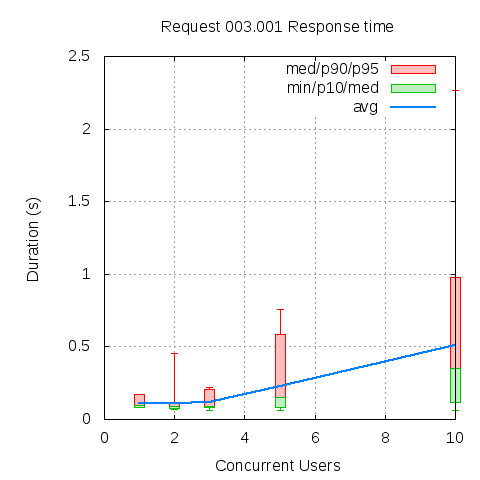 Request 003.001 Response time
med/p90/p95
min/p10/med
avg
Duration (s)
2.5
2
1.5
1
0.5
0
0 2 4 6 8 10
Concurrent Users